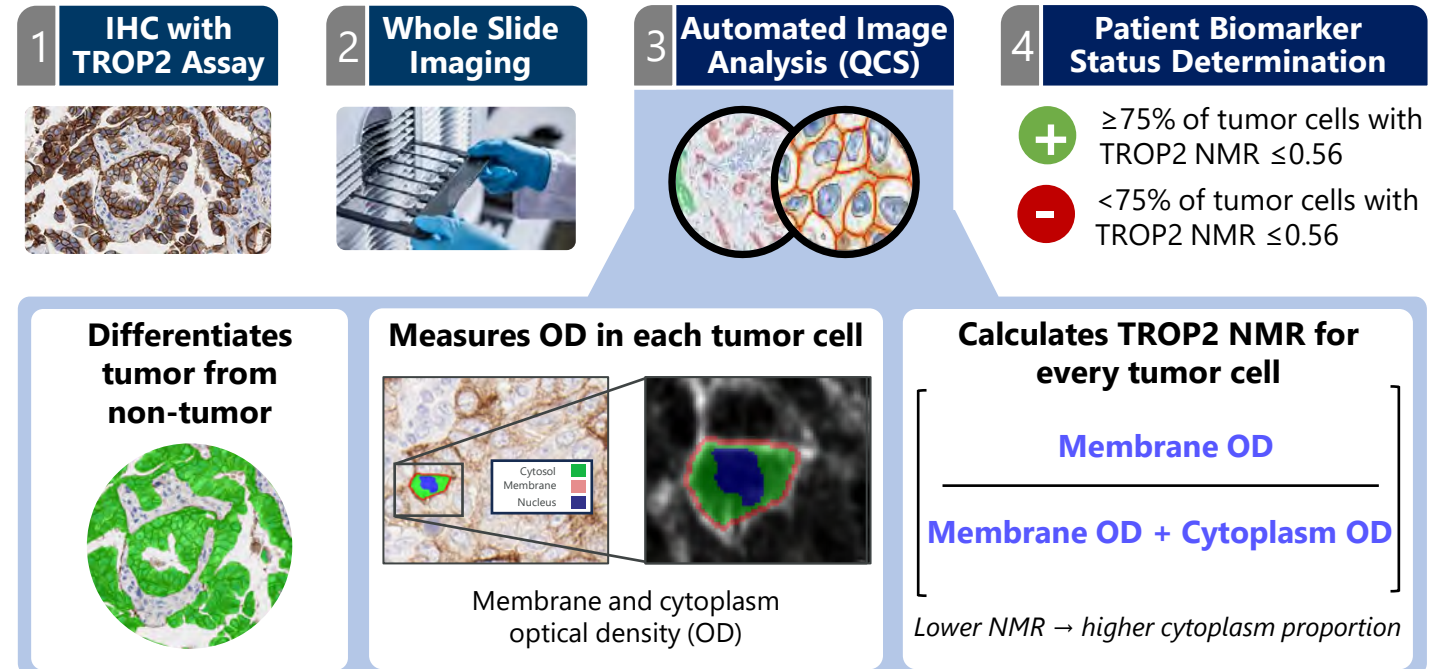 1
IHC with
TROP2 Assay
2
Whole Slide
Imaging
3
Automated Image
Analysis (QCS)
4
Patient Biomarker
Status Determination
+
≥75% of tumor cells with
TROP2 NMR ≤0.56
-
<75% of tumor cells with
TROP2 NMR ≤0.56
Differentiates
tumor from
non-tumor
Measures OD in each tumor cell
Cytosol
Membrane
Nucleus
Membrane and cytoplasm
optical density (OD)
Calculates TROP2 NMR for
every tumor cell
Membrane OD
Membrane OD + Cytoplasm OD
Lower NMR → higher cytoplasm proportion